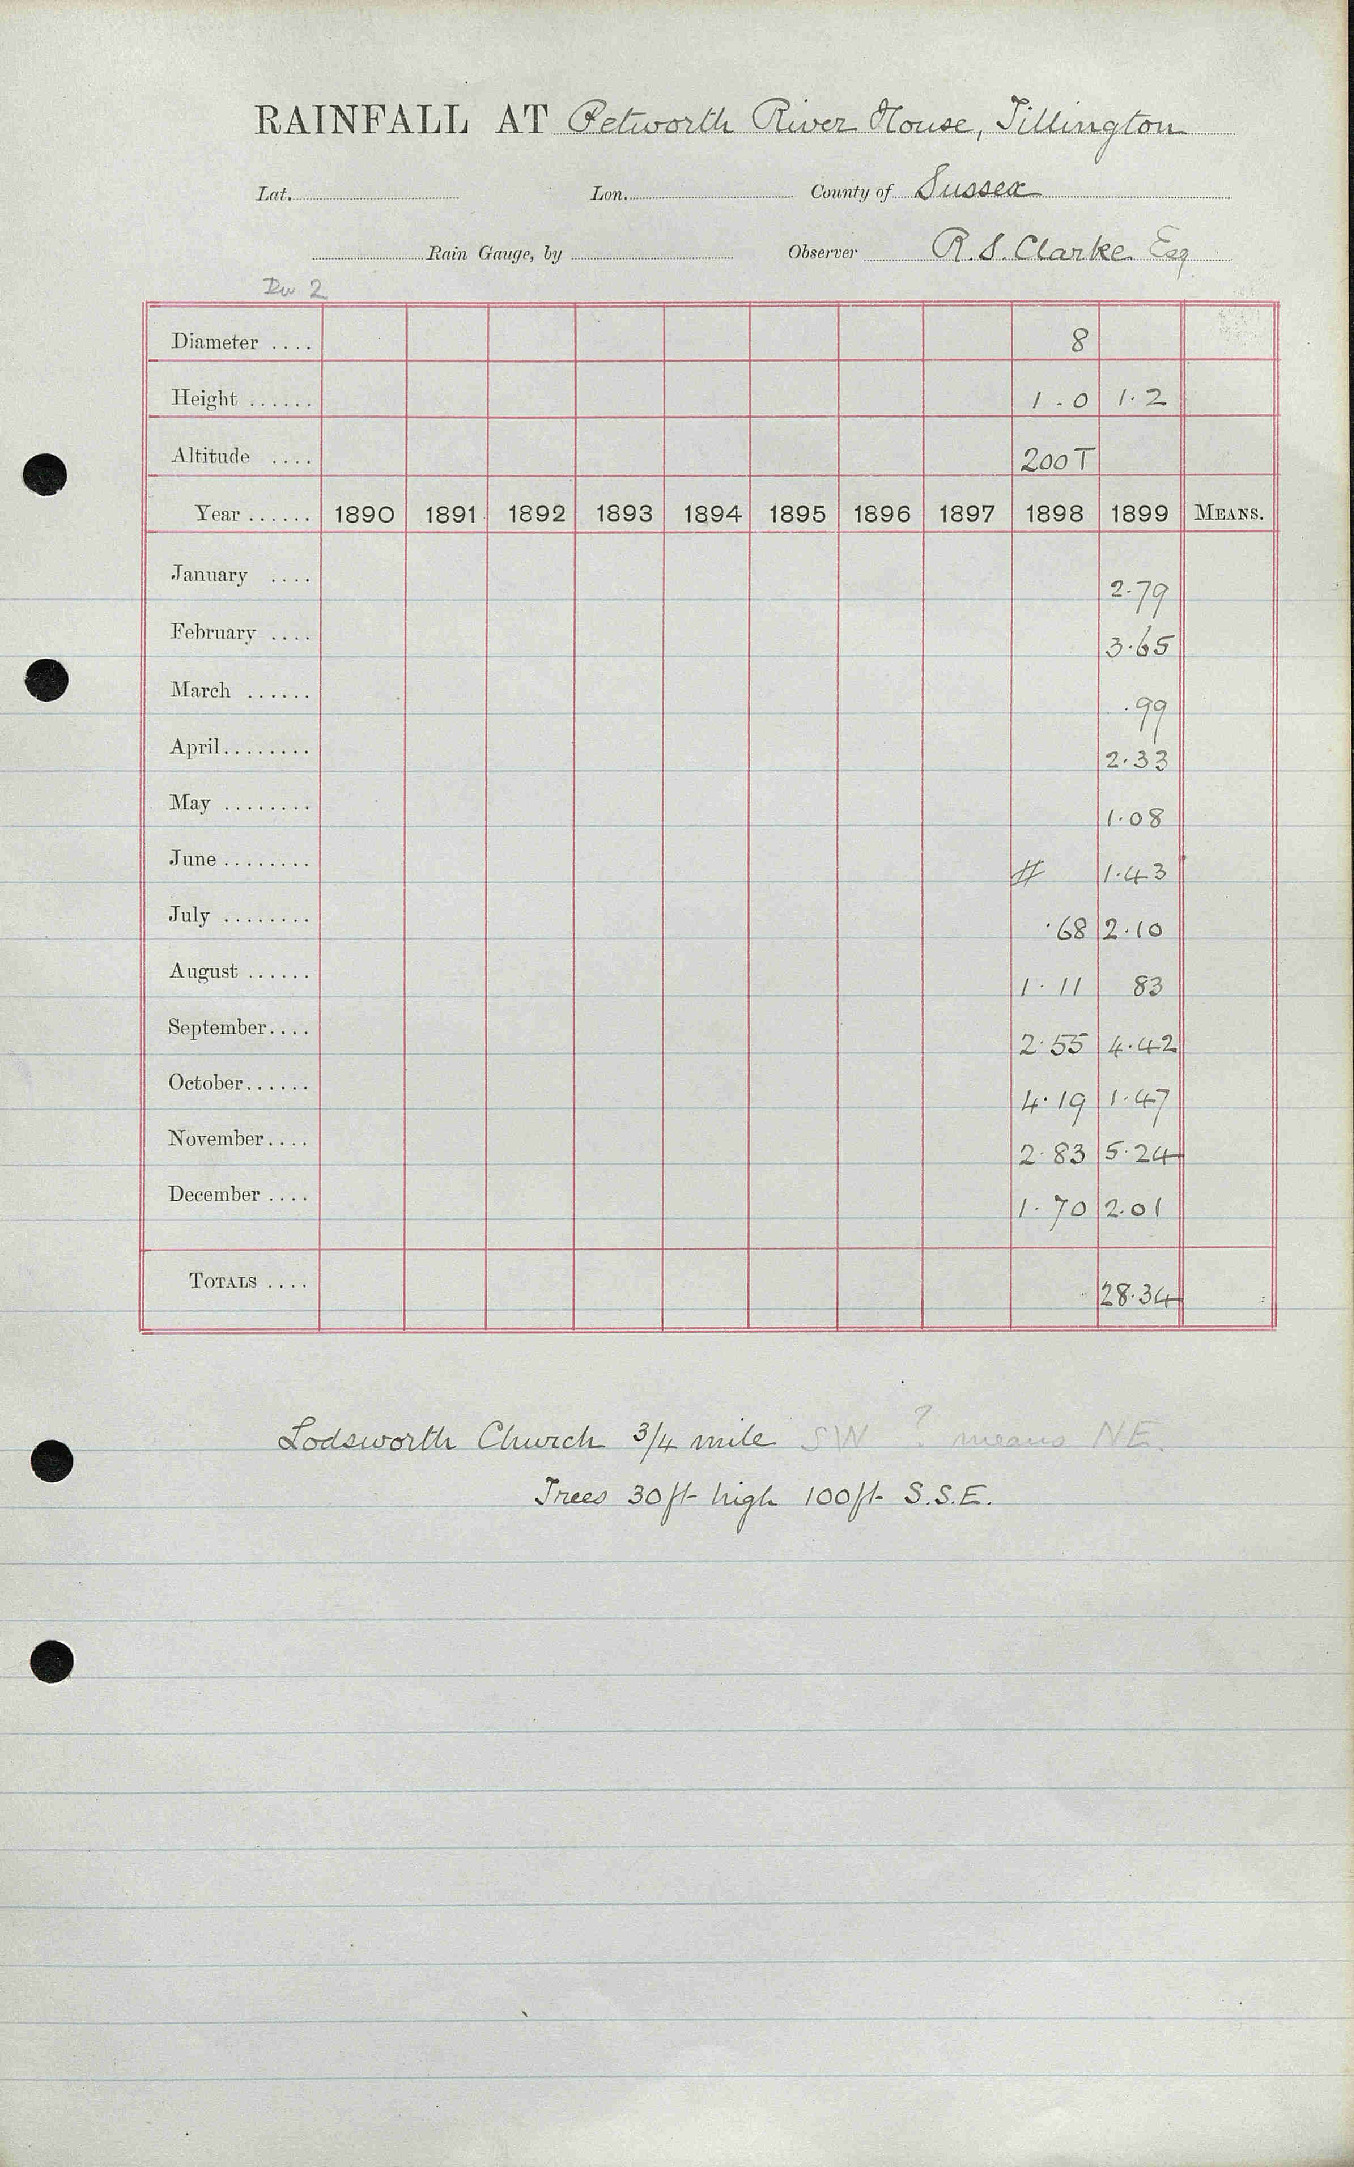 RAINFALL AT Petworth River House, Tillington
Lat. Lon. County of Sussex
Rain Gauge, by Observer R. S. Clarke Esq
Div 2
Diameter .... 8
Height ...... 1 . 0 1.2
Altitude .... 200 T
Year ...... 1890 1891 1892 1893 1894 1895 1896 1897 1898 1899 MEANS.
January .... 2.79
February .... 3.65
March ...... .99
April ........ 2.33
May ........ 1.08
June ........ # 1.43
July ........ .68 2.10
August ...... 1.11 83
September .... 2.55 4.42
October ...... 4.19 1.47
November .... 2.83 5.24
December .... 1.70 2.01
TOTALS .... 28.34
Lodsworth Church 3/4 mile SW ? means NE.
Trees 30ft high 100ft S.S.E.